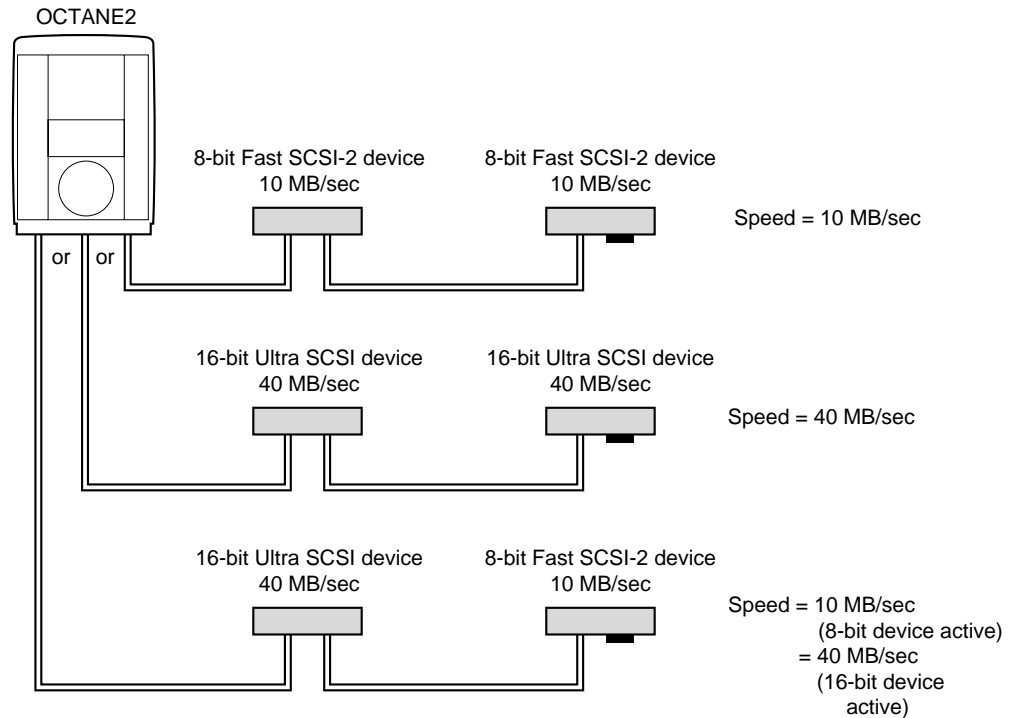 OCTANE2
8-bit Fast SCSI-2 device
10 MB/sec
8-bit Fast SCSI-2 device
10 MB/sec
Speed = 10 MB/sec
or
or
16-bit Ultra SCSI device
40 MB/sec
16-bit Ultra SCSI device
40 MB/sec
Speed = 40 MB/sec
16-bit Ultra SCSI device
40 MB/sec
8-bit Fast SCSI-2 device
10 MB/sec
Speed = 10 MB/sec
(8-bit device active)
= 40 MB/sec
(16-bit device
active)